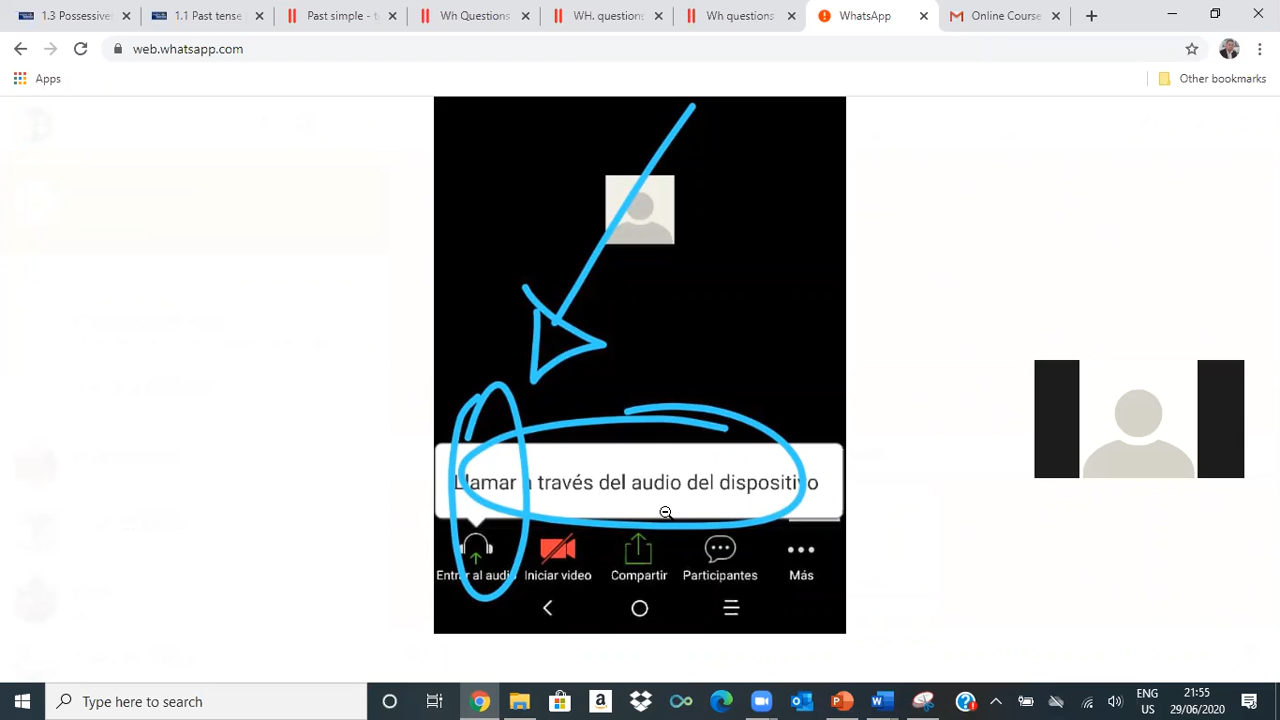 1.3 Possessive
1.1 Past tense
Past simple - t
Wh Questions
WH. questions
Wh questions
WhatsApp
Online Course
web.whatsapp.com
Apps
Other bookmarks
Llamar a través del audio del dispositivo
Entrar al audio
Iniciar video
Compartir
Participantes
Más
Type here to search
ENG
US
21:55
29/06/2020